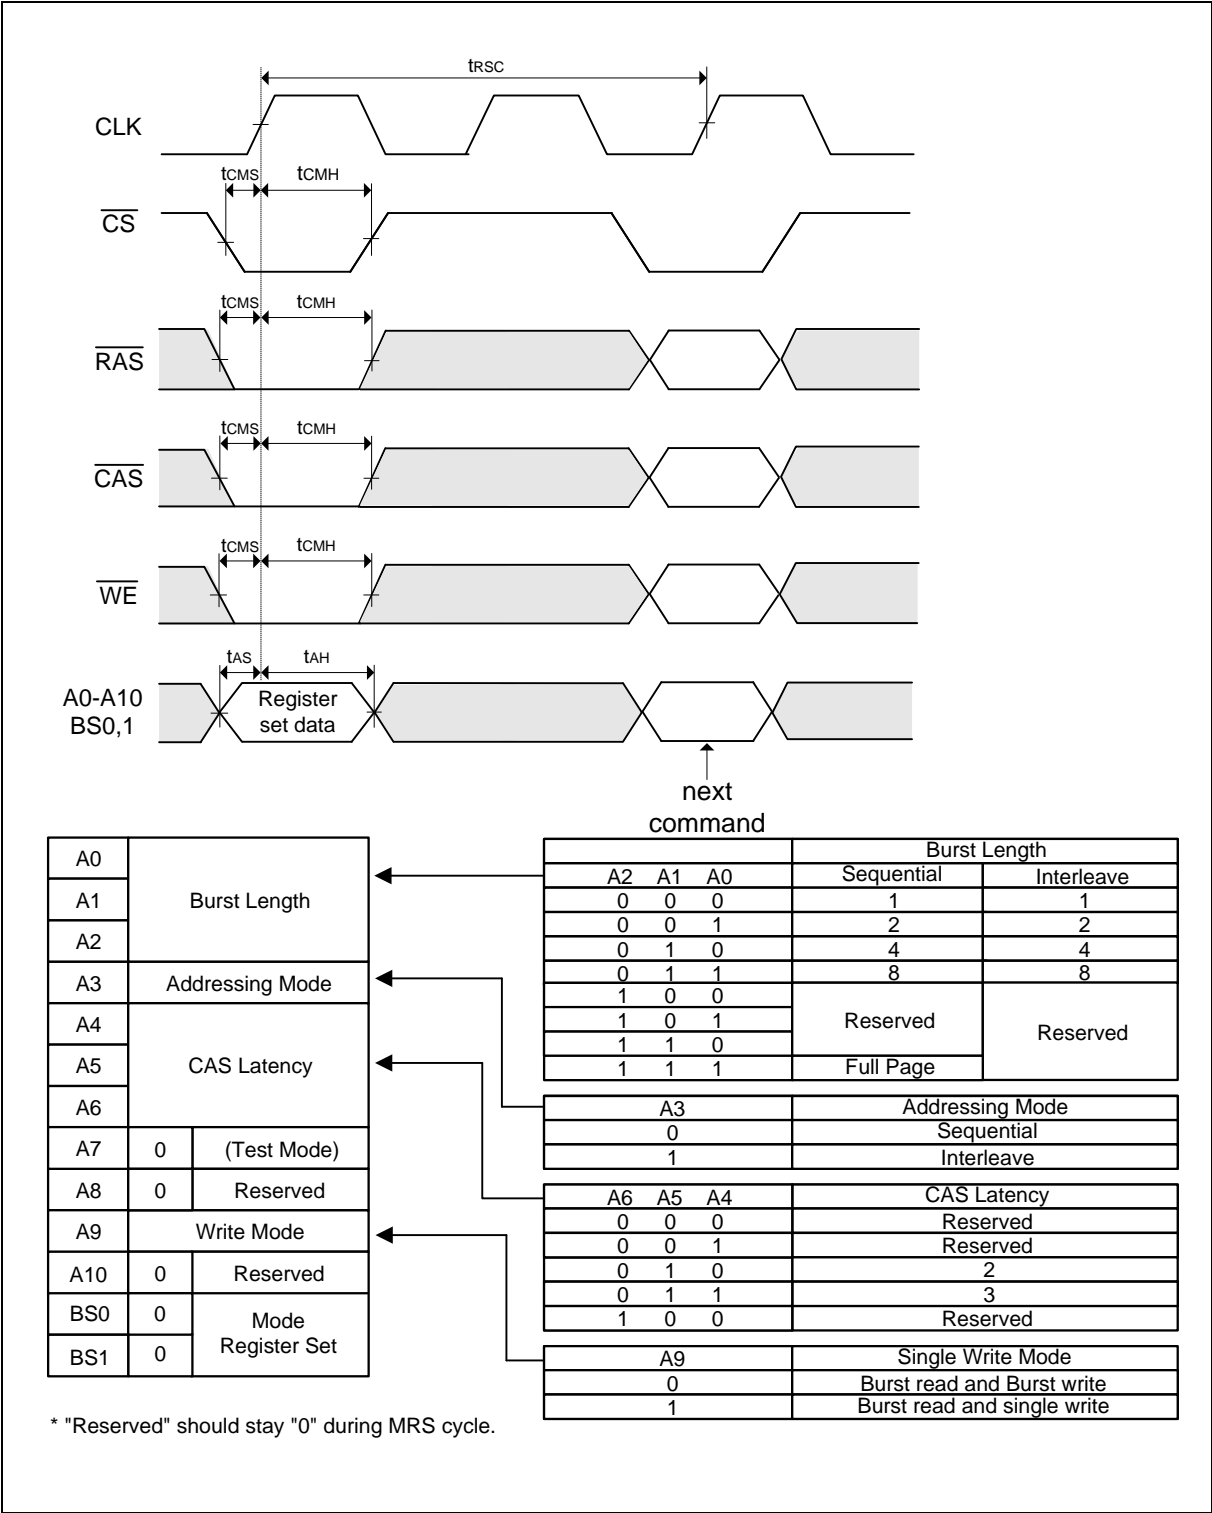 tRSC
CLK
tCMS tCMH
CS
tCMS tCMH
RAS
tCMS tCMH
CAS
tCMS tCMH
WE
tAS tAH
A0-A10
BS0,1
Register
set data
next
command
A0
A1
A2
Burst Length
A3 Addressing Mode
A4
A5
A6
CAS Latency
A7 0 (Test Mode)
A8 0 Reserved
A9 Write Mode
A10 0 Reserved
BS0 0
BS1 0
Mode
Register Set
Burst Length
A2 A1 A0 Sequential Interleave
0 0 0 1 1
0 0 1 2 2
0 1 0 4 4
0 1 1 8 8
1 0 0
1 0 1 Reserved Reserved
1 1 0
1 1 1 Full Page
A3 Addressing Mode
0 Sequential
1 Interleave
A6 A5 A4 CAS Latency
0 0 0 Reserved
0 0 1 Reserved
0 1 0 2
0 1 1 3
1 0 0 Reserved
A9 Single Write Mode
0 Burst read and Burst write
1 Burst read and single write
* "Reserved" should stay "0" during MRS cycle.